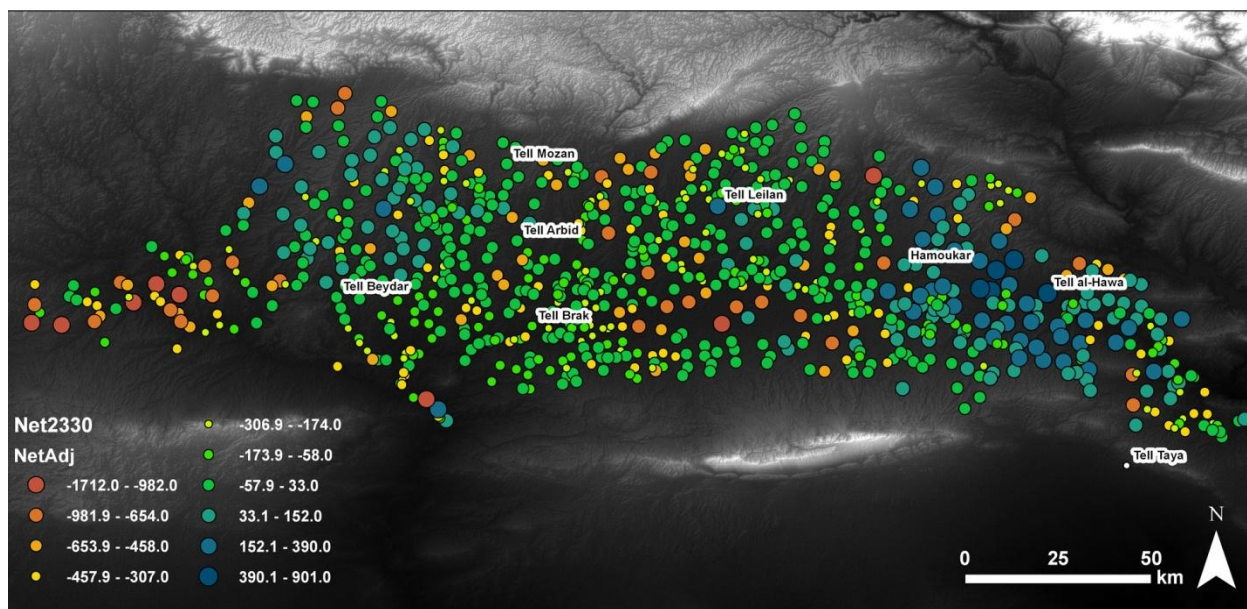 Tell Mozan
Tell Leilan
Tell Arbid
Hamoukar
Tell Beydar
Tell al-Hawa
Tell Brak
Tell Taya
Net2330
NetAdj
-1712.0 - -982.0
-981.9 - -654.0
-653.9 - -458.0
-457.9 - -307.0
-306.9 - -174.0
-173.9 - -58.0
-57.9 - 33.0
33.1 - 152.0
152.1 - 390.0
390.1 - 901.0
N
0 25 50
km